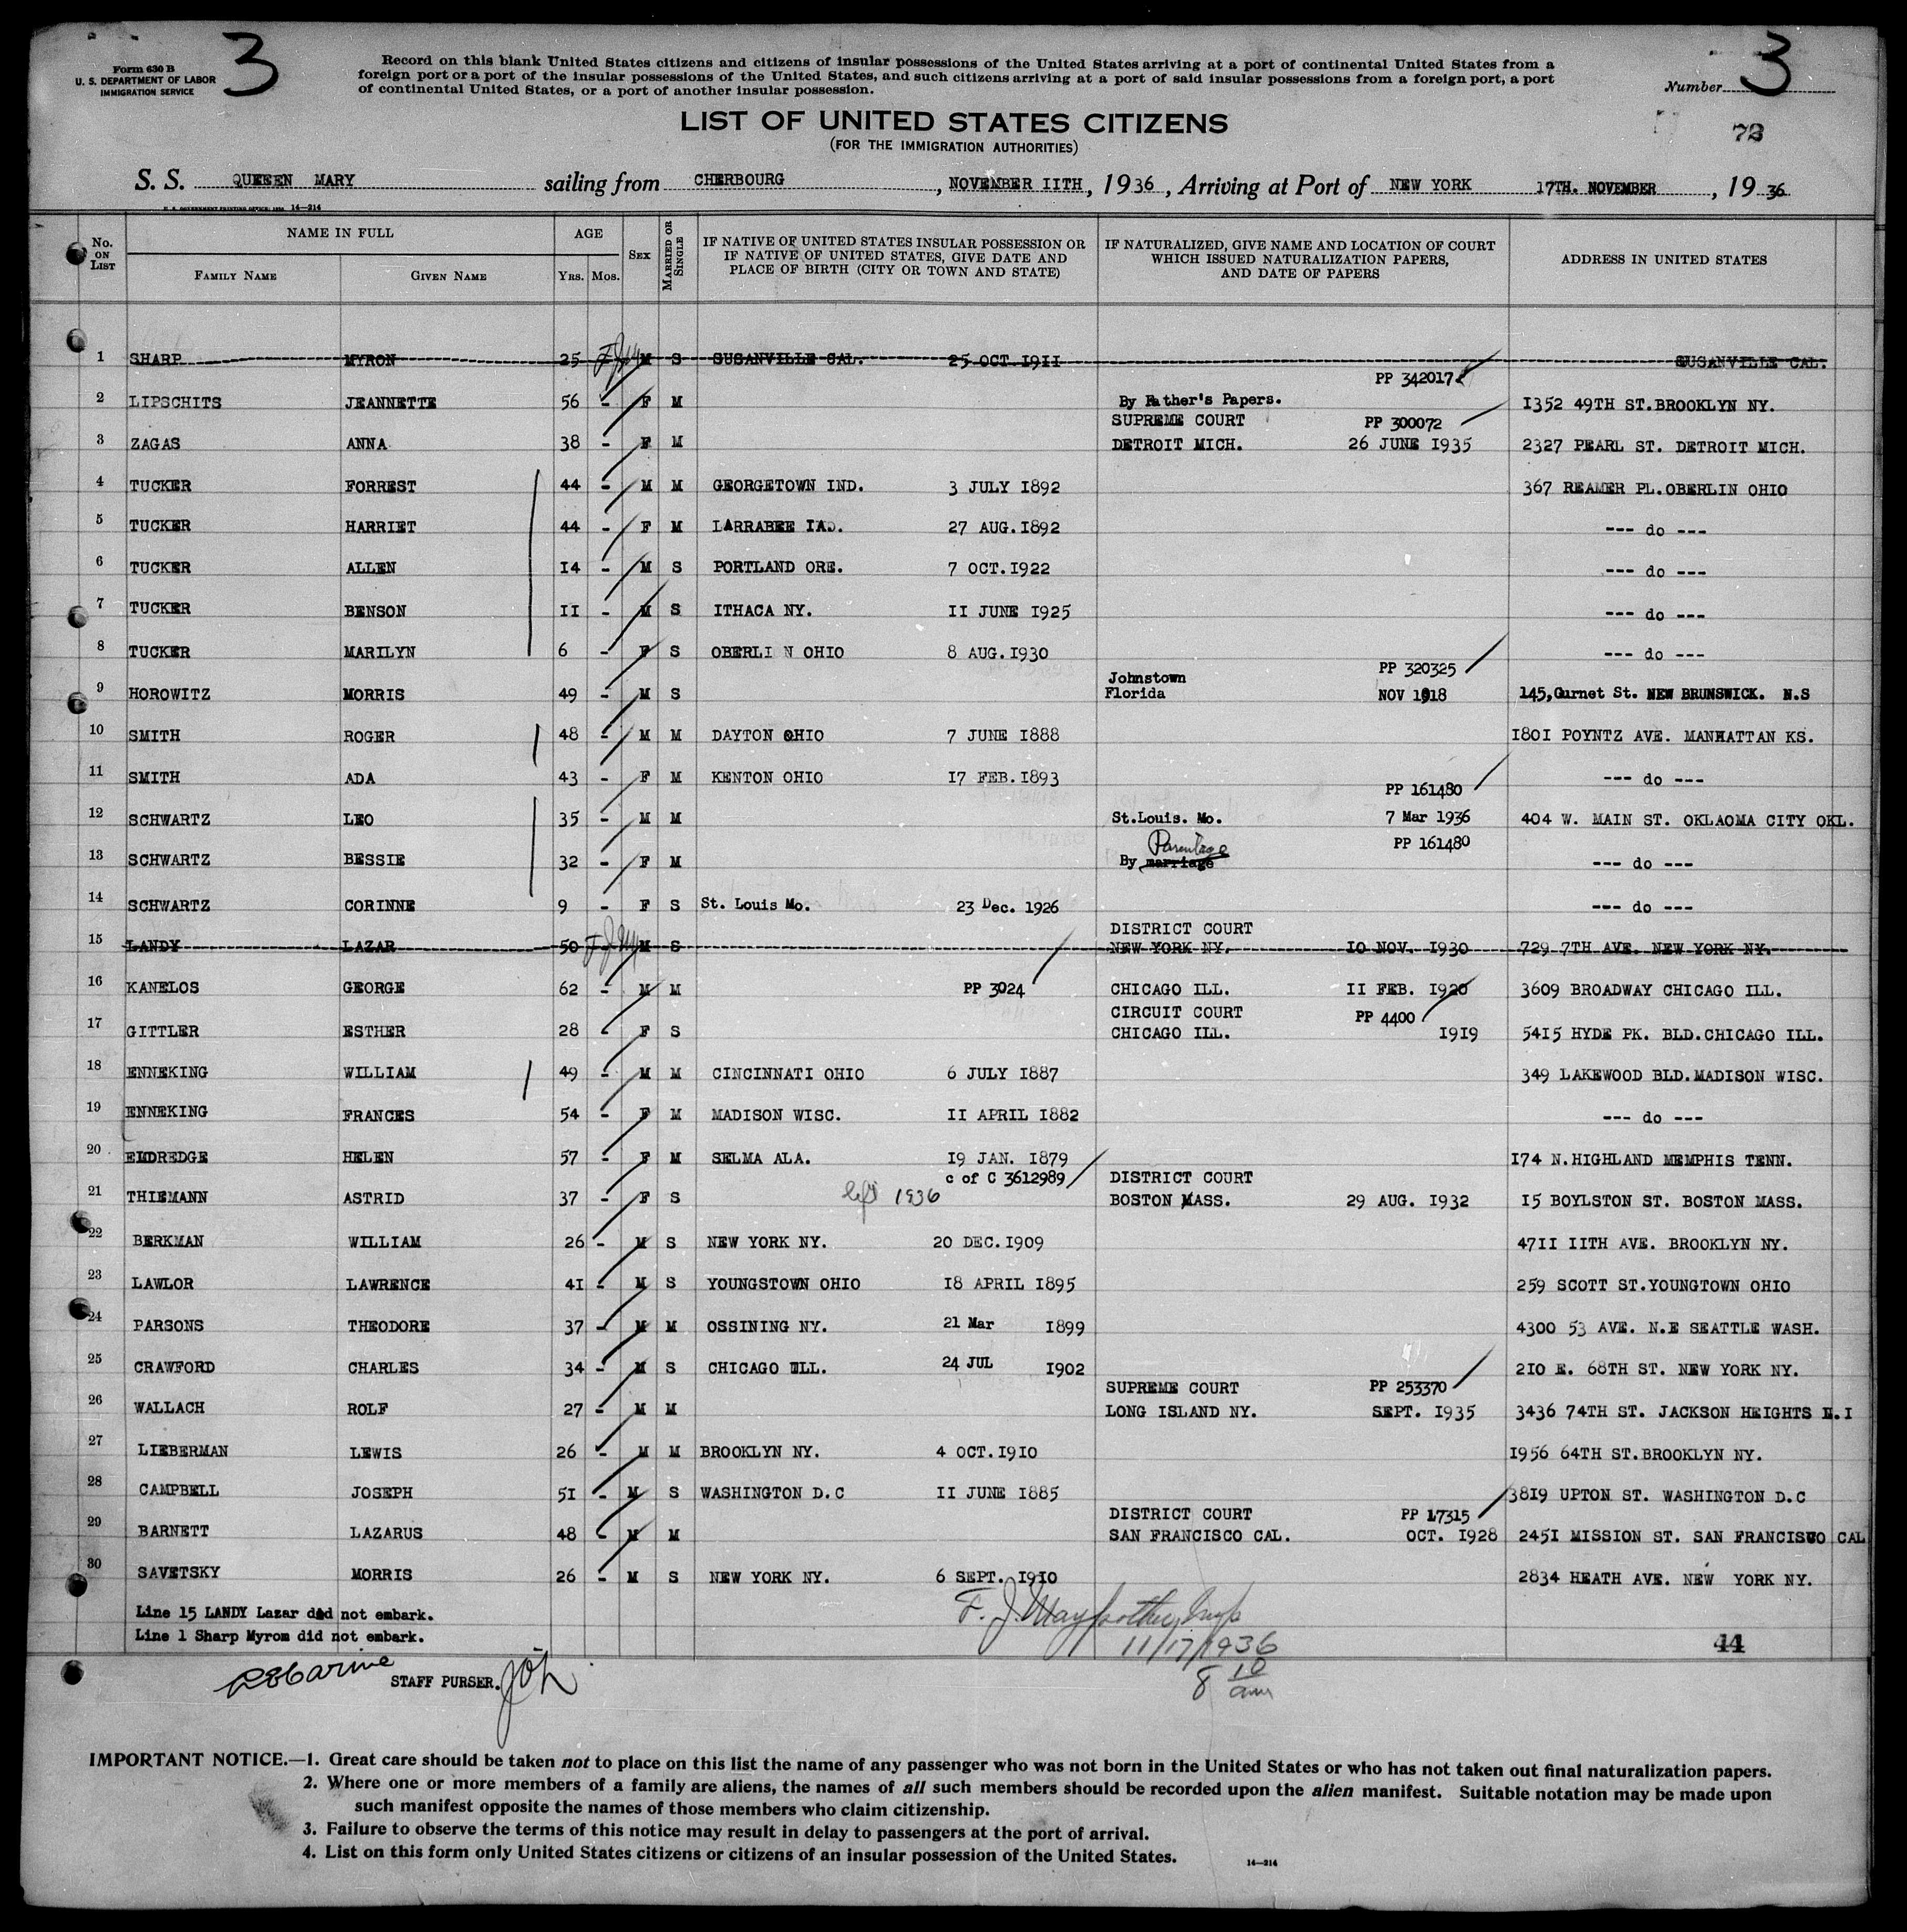 3
Form 630 B
U. S. DEPARTMENT OF LABOR
IMMIGRATION SERVICE
Record on this blank United States citizens and citizens of insular possessions of the United States arriving at a port of continental United States from a
foreign port or a port of the insular possessions of the United States, and such citizens arriving at a port of said insular possessions from a foreign port, a port
of continental United States, or a port of another insular possession.
Number 3
LIST OF UNITED STATES CITIZENS
(FOR THE IMMIGRATION AUTHORITIES)
S. S. QUEEEN MARY sailing from CHERBOURG, NOVEMBER IITH, 1936, Arriving at Port of NEW YORK 17TH. NOVEMBER, 1936
14—214
No. ON LIST NAME IN FULL AGE SEX MARRIED OR SINGLE IF NATIVE OF UNITED STATES INSULAR POSSESSION OR IF NATIVE OF UNITED STATES, GIVE DATE AND PLACE OF BIRTH (CITY OR TOWN AND STATE) IF NATURALIZED, GIVE NAME AND LOCATION OF COURT WHICH ISSUED NATURALIZATION PAPERS, AND DATE OF PAPERS ADDRESS IN UNITED STATES
FAMILY NAME GIVEN NAME YRS. MOS.
1 SHARP MYRON 25 M S SUSANVILLE CAL. 25 OCT 1911 SUSANVILLE CAL.
PP 342017
2 LIPSCHITS JEANNETTE 56 - F M By Father's Papers. 1352 49TH ST.BROOKLYN NY.
SUPREME COURT PP 300072
3 ZAGAS ANNA 38 - F M DETROIT MICH. 26 JUNE 1935 2327 PEARL ST. DETROIT MICH.
4 TUCKER FORREST 44 - M M GEORGETOWN IND. 3 JULY 1892 367 REAMER PL.OBERLIN OHIO
5 TUCKER HARRIET 44 - F M LARRABEE IA. 27 AUG.1892 --- do ---
6 TUCKER ALLEN 14 - M S PORTLAND ORE. 7 OCT.1922 --- do ---
7 TUCKER BENSON 11 - M S ITHACA NY. 11 JUNE 1925 --- do ---
8 TUCKER MARILYN 6 - F S OBERLI N OHIO 8 AUG.1930 --- do ---
Johnstown PP 320325
9 HOROWITZ MORRIS 49 - M S Florida NOV 1918 145,Gurnet St. NEW BRUNSWICK. N.S
10 SMITH ROGER 48 - M M DAYTON OHIO 7 JUNE 1888 1801 POYNTZ AVE. MANHATTAN KS.
11 SMITH ADA 43 - F M KENTON OHIO 17 FEB.1893 --- do ---
PP 161480
12 SCHWARTZ LEO 35 - M M St.Louis. Mo. 7 Mar 1936 404 W. MAIN ST. OKLAOMA CITY OKL.
Parentage PP 161480
13 SCHWARTZ BESSIE 32 - F M By marriage --- do ---
14 SCHWARTZ CORINNE 9 - F S St. Louis Mo. 23 Dec. 1926 --- do ---
DISTRICT COURT
15 LANDY LAZAR 50 M S NEW YORK NY. 10 NOV. 1930 729 7TH AVE. NEW YORK NY.
16 KANELOS GEORGE 62 - M M PP 3024 CHICAGO ILL. 11 FEB. 1920 3609 BROADWAY CHICAGO ILL.
CIRCUIT COURT PP 4400
17 GITTLER ESTHER 28 - F S CHICAGO ILL. 1919 5415 HYDE PK. BLD.CHICAGO ILL.
18 ENNEKING WILLIAM 49 - M M CINCINNATI OHIO 6 JULY 1887 349 LAKEWOOD BLD.MADISON WISC.
19 ENNEKING FRANCES 54 - F M MADISON WISC. 11 APRIL 1882 --- do ---
20 ELDREDGE HELEN 57 - F M SELMA ALA. 19 JAN. 1879 174 N.HIGHLAND MEMPHIS TENN.
c of C 3612989 DISTRICT COURT
21 THIEMANN ASTRID 37 - F S left 1936 BOSTON MASS. 29 AUG. 1932 15 BOYLSTON ST. BOSTON MASS.
22 BERKMAN WILLIAM 26 - M S NEW YORK NY. 20 DEC.1909 4711 11TH AVE. BROOKLYN NY.
23 LAWLOR LAWRENCE 41 - M S YOUNGSTOWN OHIO 18 APRIL 1895 259 SCOTT ST.YOUNGTOWN OHIO
24 PARSONS THEODORE 37 - M M OSSINING NY. 21 Mar 1899 4300 53 AVE. N.E SEATTLE WASH.
25 CRAWFORD CHARLES 34 - M S CHICAGO ILL. 24 JUL 1902 210 E. 68TH ST. NEW YORK NY.
SUPREME COURT PP 253370
26 WALLACH ROLF 27 - M M LONG ISLAND NY. SEPT. 1935 3436 74TH ST. JACKSON HEIGHTS L.I
27 LIEBERMAN LEWIS 26 - M M BROOKLYN NY. 4 OCT.1910 1956 64TH ST.BROOKLYN NY.
28 CAMPBELL JOSEPH 51 - M S WASHINGTON D.C 11 JUNE 1885 3819 UPTON ST. WASHINGTON D.C
DISTRICT COURT PP 17315
29 BARNETT LAZARUS 48 - M M SAN FRANCISCO CAL. OCT. 1928 2451 MISSION ST. SAN FRANCISCO CAL
30 SAVETSKY MORRIS 26 - M S NEW YORK NY. 6 SEPT. 1910 2834 HEATH AVE. NEW YORK NY.
Line 15 LANDY Lazar did not embark.
Line 1 Sharp Myrom did not embark.
11/17/1936
44
STAFF PURSER.
8 10 am
IMPORTANT NOTICE.—1. Great care should be taken not to place on this list the name of any passenger who was not born in the United States or who has not taken out final naturalization papers.
2. Where one or more members of a family are aliens, the names of all such members should be recorded upon the alien manifest. Suitable notation may be made upon
such manifest opposite the names of those members who claim citizenship.
3. Failure to observe the terms of this notice may result in delay to passengers at the port of arrival.
4. List on this form only United States citizens or citizens of an insular possession of the United States.
14—214